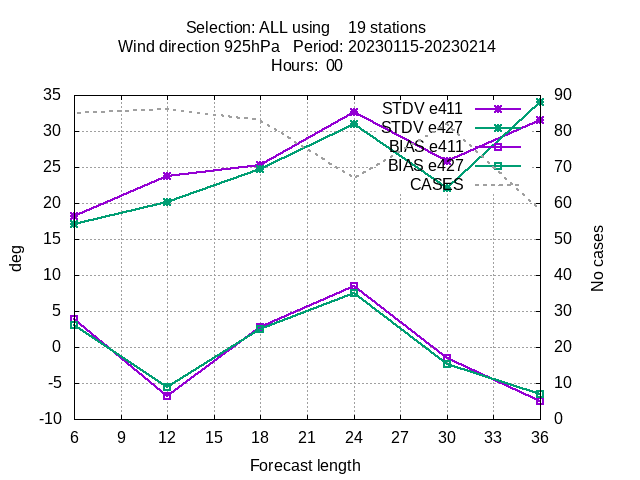 Selection: ALL using 19 stations
Wind direction 925hPa Period: 20230115-20230214
Hours: 00
35 90
STDV e411
30 STDV e427 80
BIAS e411
25 BIAS e427 70
CASES
20 60
15 50
10 40
5 30
0 20
-5 10
-10 0
deg
No cases
6 9 12 15 18 21 24 27 30 33 36
Forecast length